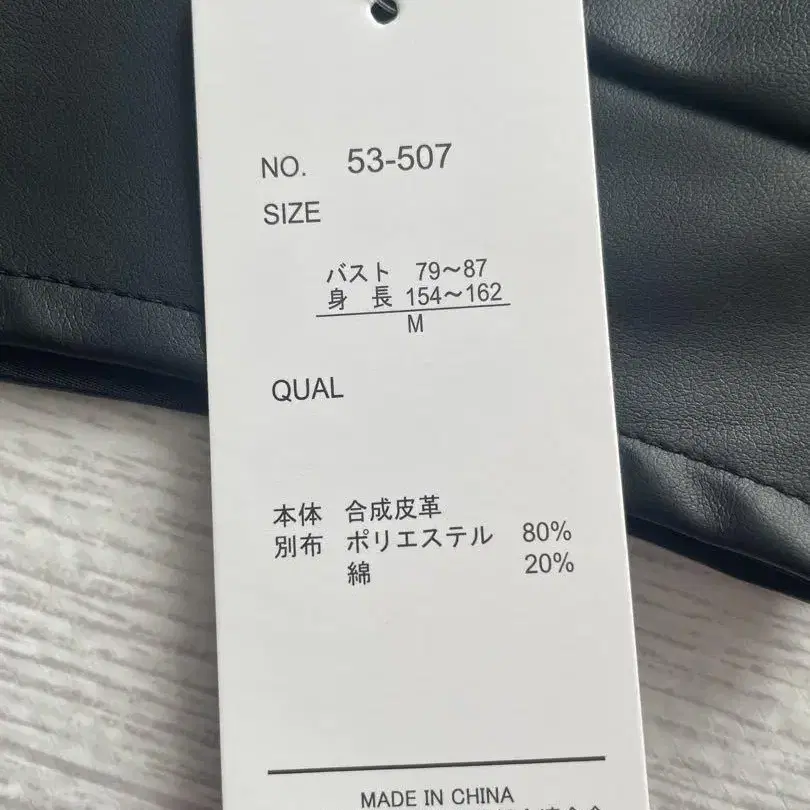 NO. 53-507
SIZE
バスト 79～87
身 長 154～162
M
QUAL
本体 合成皮革
別布 ポリエステル 80%
綿 20%
MADE IN CHINA